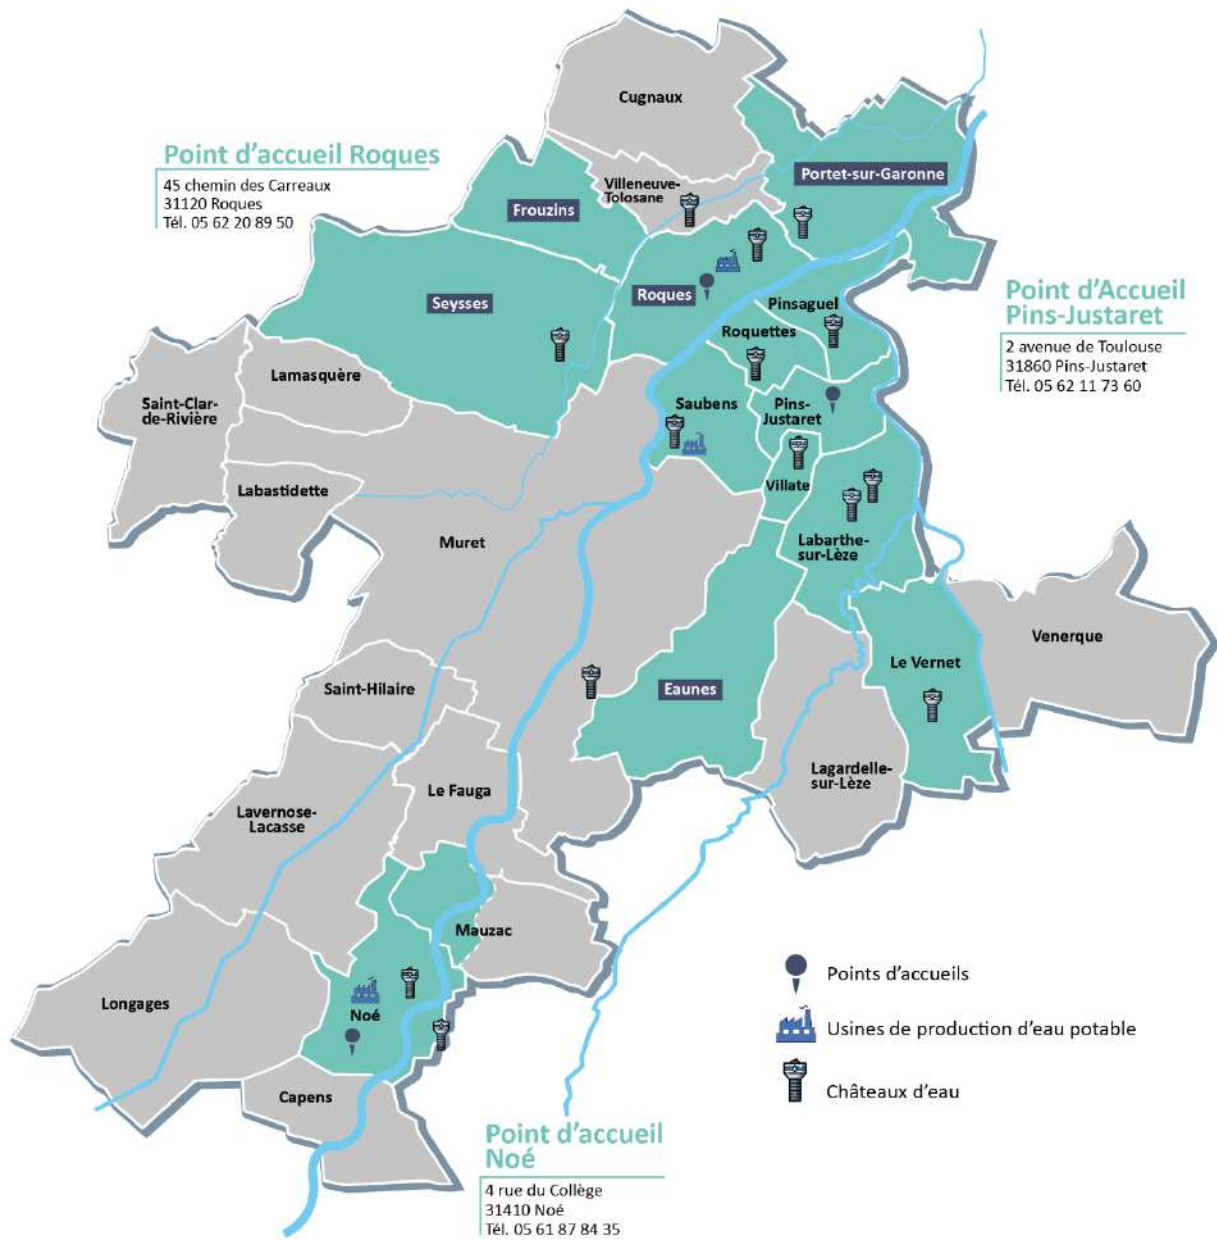 Cugnaux
Point d'accueil Roques
45 chemin des Carreaux
31120 Roques
Tél. 05 62 20 89 50
Villeneuve-
Tolosane
Portet-sur-Garonne
Frouzins
Seysses
Roques
Pinsaguel
Roquettes
Point d'Accueil
Pins-Justaret
2 avenue de Toulouse
31860 Pins-Justaret
Tél. 05 62 11 73 60
Lamasquère
Saint-Clar-
de-Rivière
Saubens
Pins-
Justaret
Labastidette
Villate
Muret
Labarthe-
sur-Lèze
Venerque
Le Vernet
Saint-Hilaire
Eaunes
Lagardelle-
sur-Lèze
Le Fauga
Lavernose-
Lacasse
Mauzac
Longages
Noé
Capens
Points d'accueils
Usines de production d'eau potable
Châteaux d'eau
Point d'accueil
Noé
4 rue du Collège
31410 Noé
Tél. 05 61 87 84 35